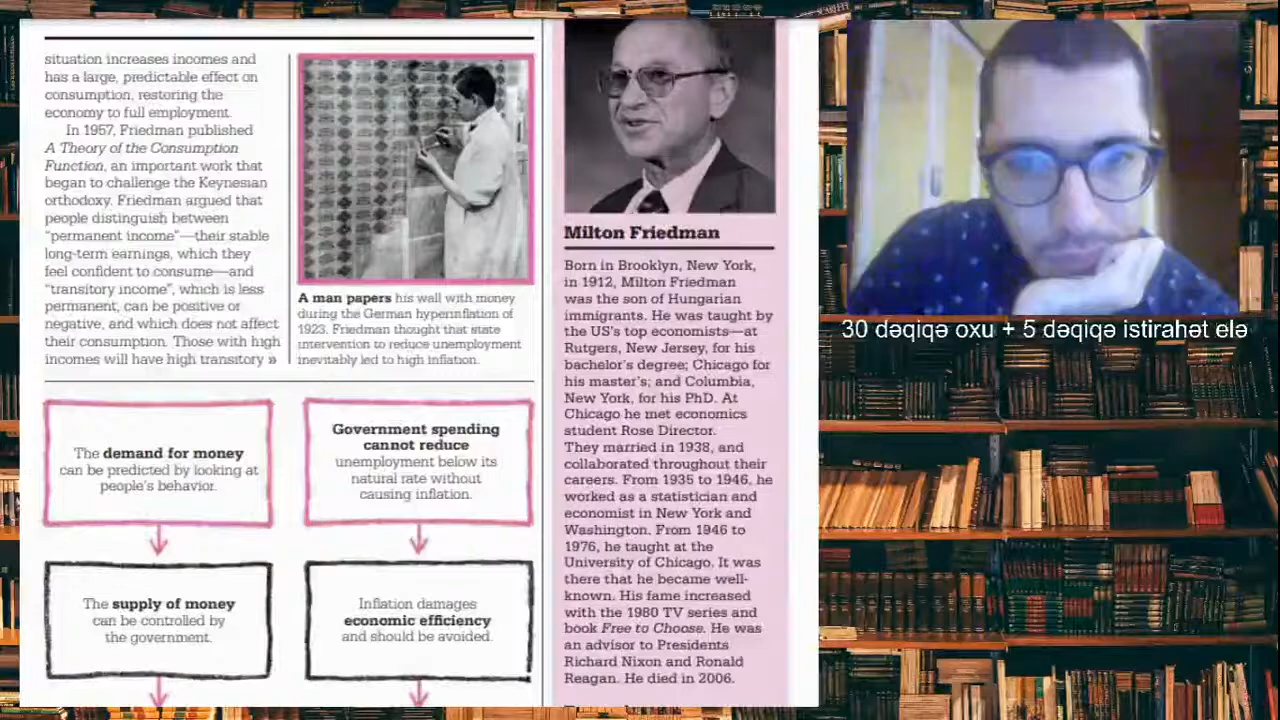 situation increases incomes and
has a large, predictable effect on
consumption, restoring the
economy to full employment.
In 1957, Friedman published
A Theory of the Consumption
Function, an important work that
began to challenge the Keynesian
orthodoxy. Friedman argued that
people distinguish between
“permanent income”—their stable
long-term earnings, which they
feel confident to consume—and
“transitory income”, which is less
permanent, can be positive or
negative, and which does not affect
their consumption. Those with high
incomes will have high transitory »
A man papers his wall with money
during the German hyperinflation of
1923. Friedman thought that state
intervention to reduce unemployment
inevitably led to high inflation.
The demand for money
can be predicted by looking at
people’s behavior.
Government spending
cannot reduce
unemployment below its
natural rate without
causing inflation.
The supply of money
can be controlled by
the government.
Inflation damages
economic efficiency
and should be avoided.
Milton Friedman
Born in Brooklyn, New York,
in 1912, Milton Friedman
was the son of Hungarian
immigrants. He was taught by
the US’s top economists—at
Rutgers, New Jersey, for his
bachelor’s degree; Chicago for
his master’s; and Columbia,
New York, for his PhD. At
Chicago he met economics
student Rose Director.
They married in 1938, and
collaborated throughout their
careers. From 1935 to 1946, he
worked as a statistician and
economist in New York and
Washington. From 1946 to
1976, he taught at the
University of Chicago. It was
there that he became well-
known. His fame increased
with the 1980 TV series and
book Free to Choose. He was
an advisor to Presidents
Richard Nixon and Ronald
Reagan. He died in 2006.
30 dəqiqə oxu + 5 dəqiqə istirahət elə